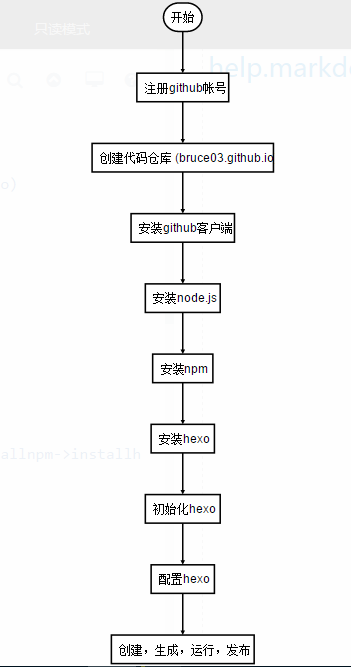 开始
只读模式
help.markdo
注册github帐号
创建代码仓库 (bruce03.github.io
o)
安装github客户端
安装node.js
安装npm
安装hexo
allnpm->installh
初始化hexo
配置hexo
创建，生成，运行，发布